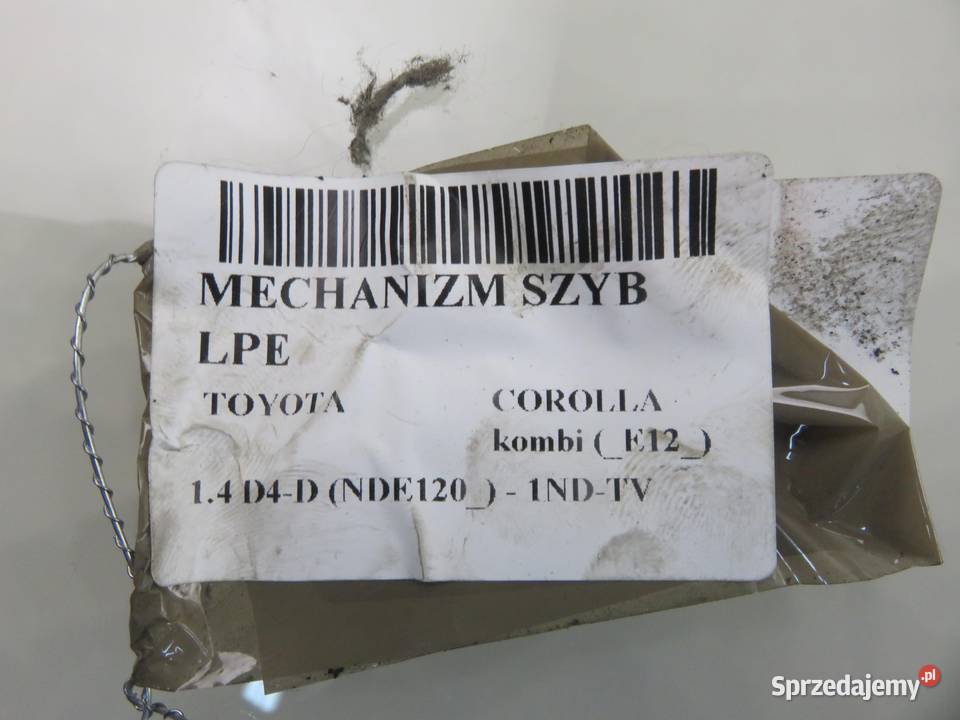 MECHANIZM SZYB
LPE
TOYOTA COROLLA
kombi (_E12_)
1.4 D4-D (NDE120_) - 1ND-TV
Sprzedajemy.pl